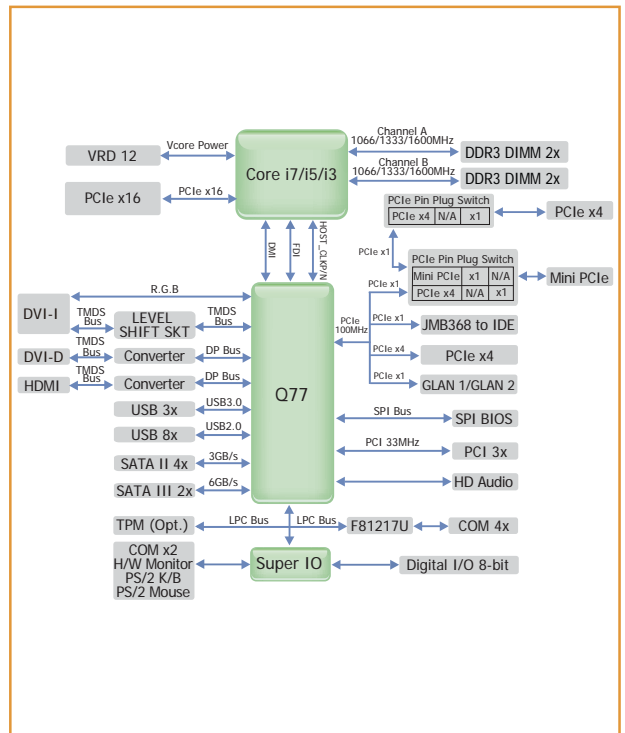 Channel A
1066/1333/1600MHz
VRD 12
Vcore Power
Core i7/i5/i3
DDR3 DIMM 2x
Channel B
1066/1333/1600MHz
DDR3 DIMM 2x
PCIe x16
PCIe x16
PCIe Pin Plug Switch
PCIe x4 N/A x1
PCIe x4
DMI
FDI
HOST_CLKP/N
PCIe x1
PCIe Pin Plug Switch
Mini PCIe x1 N/A
PCIe x4 N/A x1
Mini PCIe
PCIe x1
R.G.B
DVI-I
TMDS
Bus
LEVEL
SHIFT SKT
TMDS
Bus
PCIe
100MHz
PCIe x1
JMB368 to IDE
DVI-D
TMDS
Bus
Converter
DP Bus
PCIe x4
PCIe x4
HDMI
TMDS
Bus
Converter
DP Bus
Q77
PCIe x1
GLAN 1/GLAN 2
USB 3x
USB3.0
SPI Bus
SPI BIOS
USB 8x
USB2.0
PCI 33MHz
PCI 3x
SATA II 4x
3GB/s
HD Audio
SATA III 2x
6GB/s
TPM (Opt.)
LPC Bus
LPC Bus
F81217U
COM 4x
COM x2
H/W Monitor
PS/2 K/B
PS/2 Mouse
Super IO
Digital I/O 8-bit